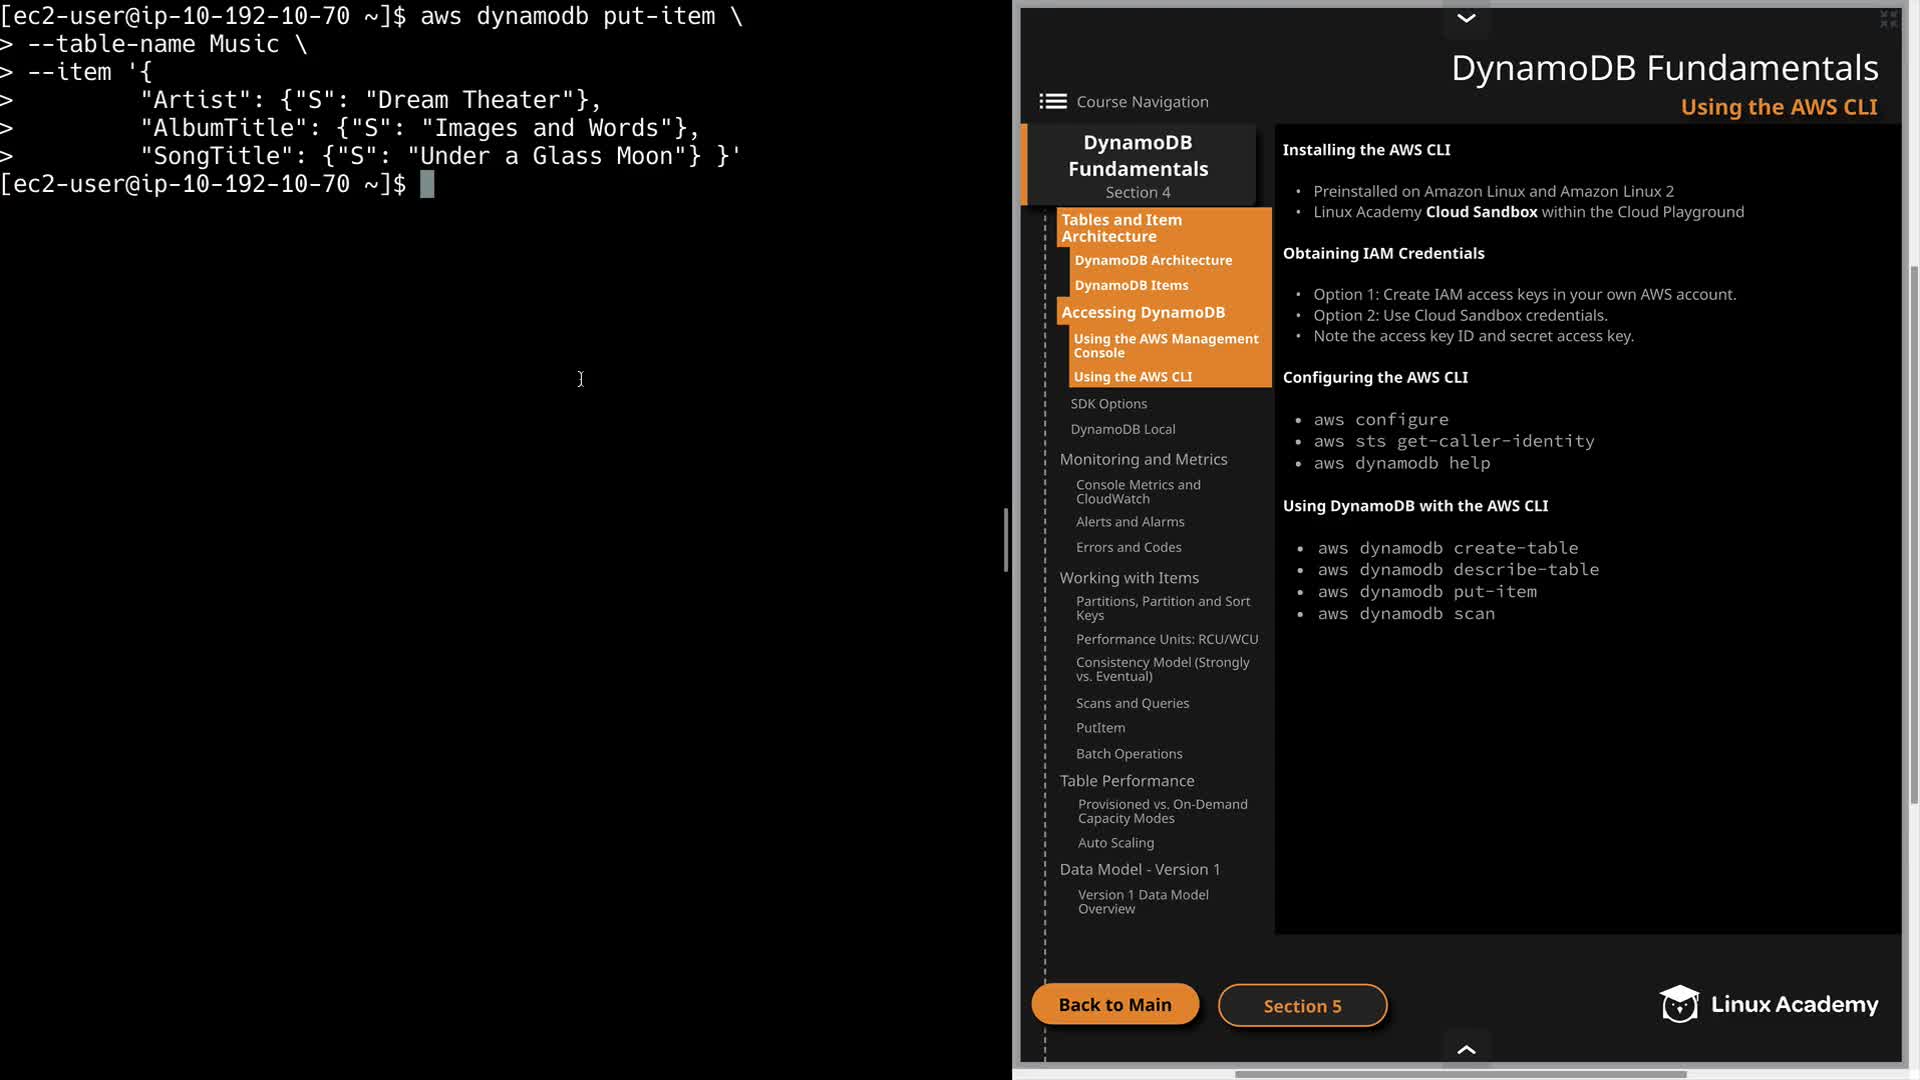 [ec2-user@ip-10-192-10-70 ~]$ aws dynamodb put-item \
> --table-name Music \
> --item '{
>         "Artist": {"S": "Dream Theater"},
>         "AlbumTitle": {"S": "Images and Words"},
>         "SongTitle": {"S": "Under a Glass Moon"} }'
[ec2-user@ip-10-192-10-70 ~]$
DynamoDB Fundamentals
Using the AWS CLI
Course Navigation
DynamoDB
Fundamentals
Section 4
Tables and Item
Architecture
DynamoDB Architecture
DynamoDB Items
Accessing DynamoDB
Using the AWS Management
Console
Using the AWS CLI
SDK Options
DynamoDB Local
Monitoring and Metrics
Console Metrics and
CloudWatch
Alerts and Alarms
Errors and Codes
Working with Items
Partitions, Partition and Sort
Keys
Performance Units: RCU/WCU
Consistency Model (Strongly
vs. Eventual)
Scans and Queries
PutItem
Batch Operations
Table Performance
Provisioned vs. On-Demand
Capacity Modes
Auto Scaling
Data Model - Version 1
Version 1 Data Model
Overview
Installing the AWS CLI
• Preinstalled on Amazon Linux and Amazon Linux 2
• Linux Academy Cloud Sandbox within the Cloud Playground
Obtaining IAM Credentials
• Option 1: Create IAM access keys in your own AWS account.
• Option 2: Use Cloud Sandbox credentials.
• Note the access key ID and secret access key.
Configuring the AWS CLI
• aws configure
• aws sts get-caller-identity
• aws dynamodb help
Using DynamoDB with the AWS CLI
• aws dynamodb create-table
• aws dynamodb describe-table
• aws dynamodb put-item
• aws dynamodb scan
Back to Main
Section 5
Linux Academy